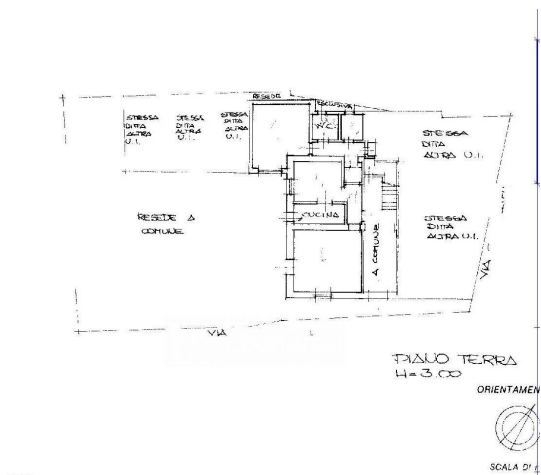 RESEDE
ESCLUSIVA
STESSA
DITTA
ALTRA
U.I.
STESSA
DITTA
ALTRA
U.I.
STESSA
DITTA
ALTRA
U.I.
W.C.
STESSA
DITTA
ALTRA U.I.
RESEDE A
COMUNE
CUCINA
A COMUNE
STESSA
DITTA
ALTRA U.I.
VIA
VIA
PIANO TERRA
H=3.00
ORIENTAMEN
SCALA DI